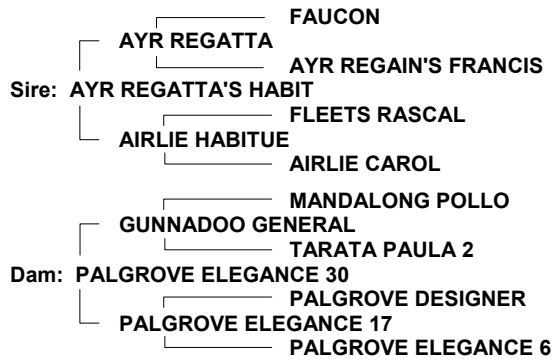 FAUCON
AYR REGATTA
AYR REGAIN'S FRANCIS
Sire: AYR REGATTA'S HABIT
FLEETS RASCAL
AIRLIE HABITUE
AIRLIE CAROL
MANDALONG POLLO
GUNNADOO GENERAL
TARATA PAULA 2
Dam: PALGROVE ELEGANCE 30
PALGROVE DESIGNER
PALGROVE ELEGANCE 17
PALGROVE ELEGANCE 6